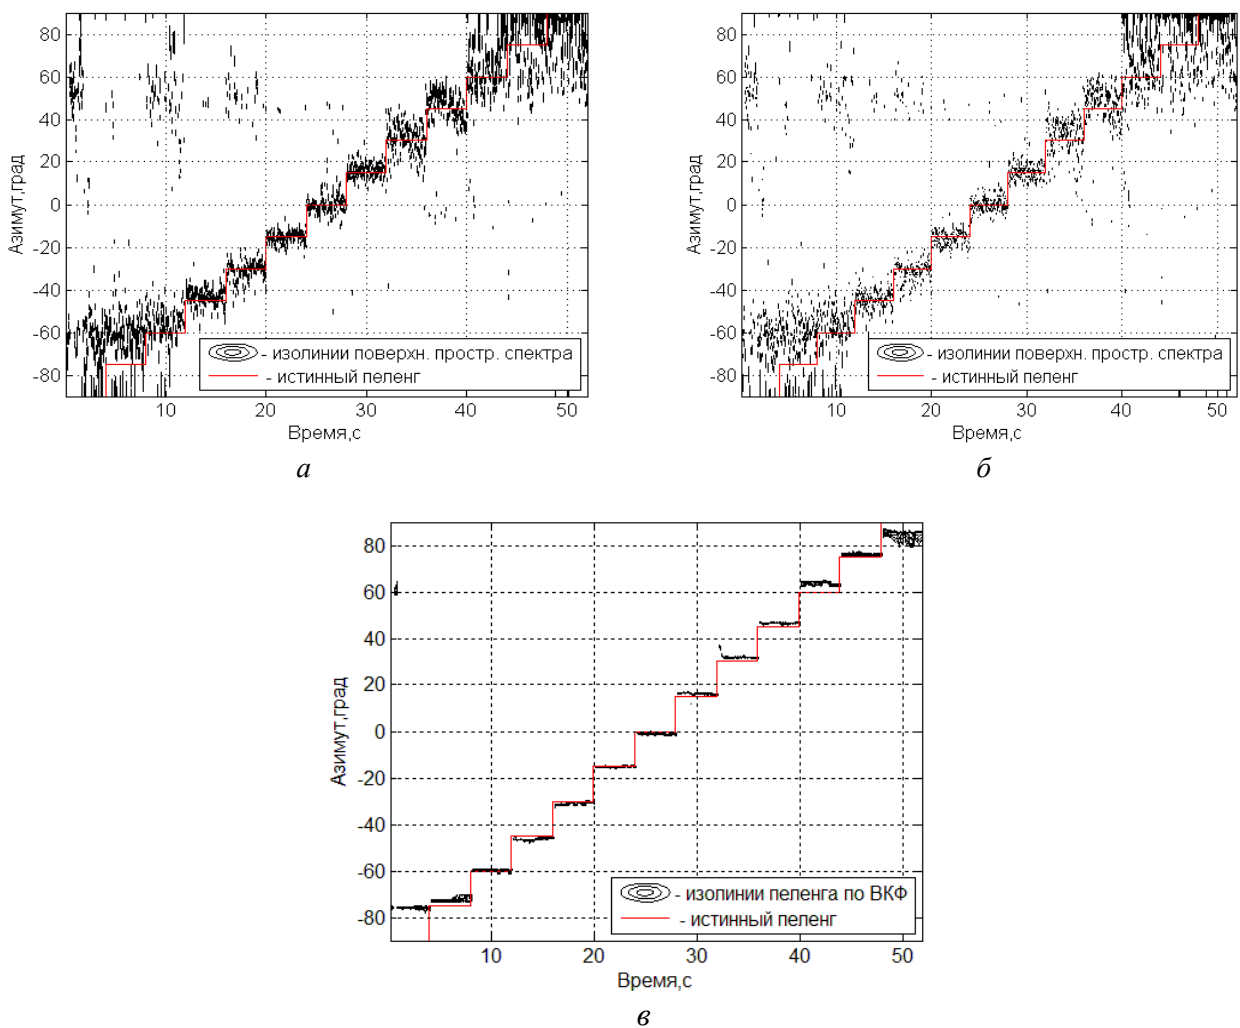 80
60
40
20
0
-20
-40
-60
-80
Азимут,град
10
20
30
40
50
Время,с
- изолинии поверхн. простр. спектра
- истинный пеленг
а
80
60
40
20
0
-20
-40
-60
-80
Азимут,град
10
20
30
40
50
Время,с
- изолинии поверхн. простр. спектра
- истинный пеленг
б
80
60
40
20
0
-20
-40
-60
-80
Азимут,град
10
20
30
40
50
Время,с
- изолинии пеленга по ВКФ
- истинный пеленг
в